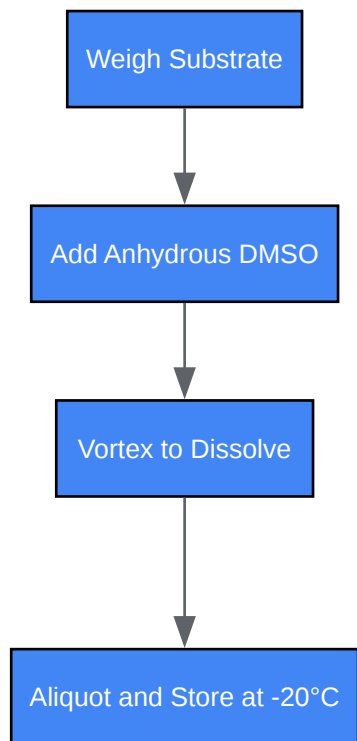 Weigh Substrate
Add Anhydrous DMSO
Vortex to Dissolve
Aliquot and Store at -20°C